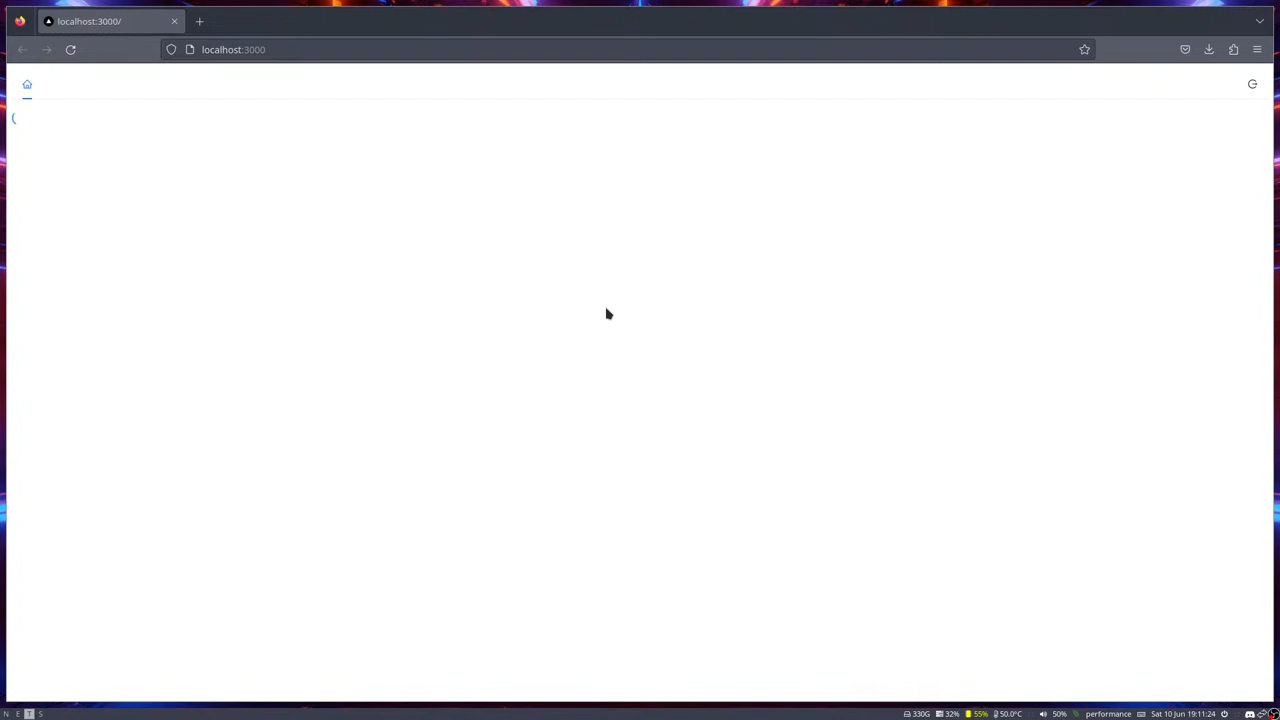 localhost:3000/
localhost:3000
N E T S 330G 32% 55% 50.0°C 50% performance Sat 10 Jun 19:11:24